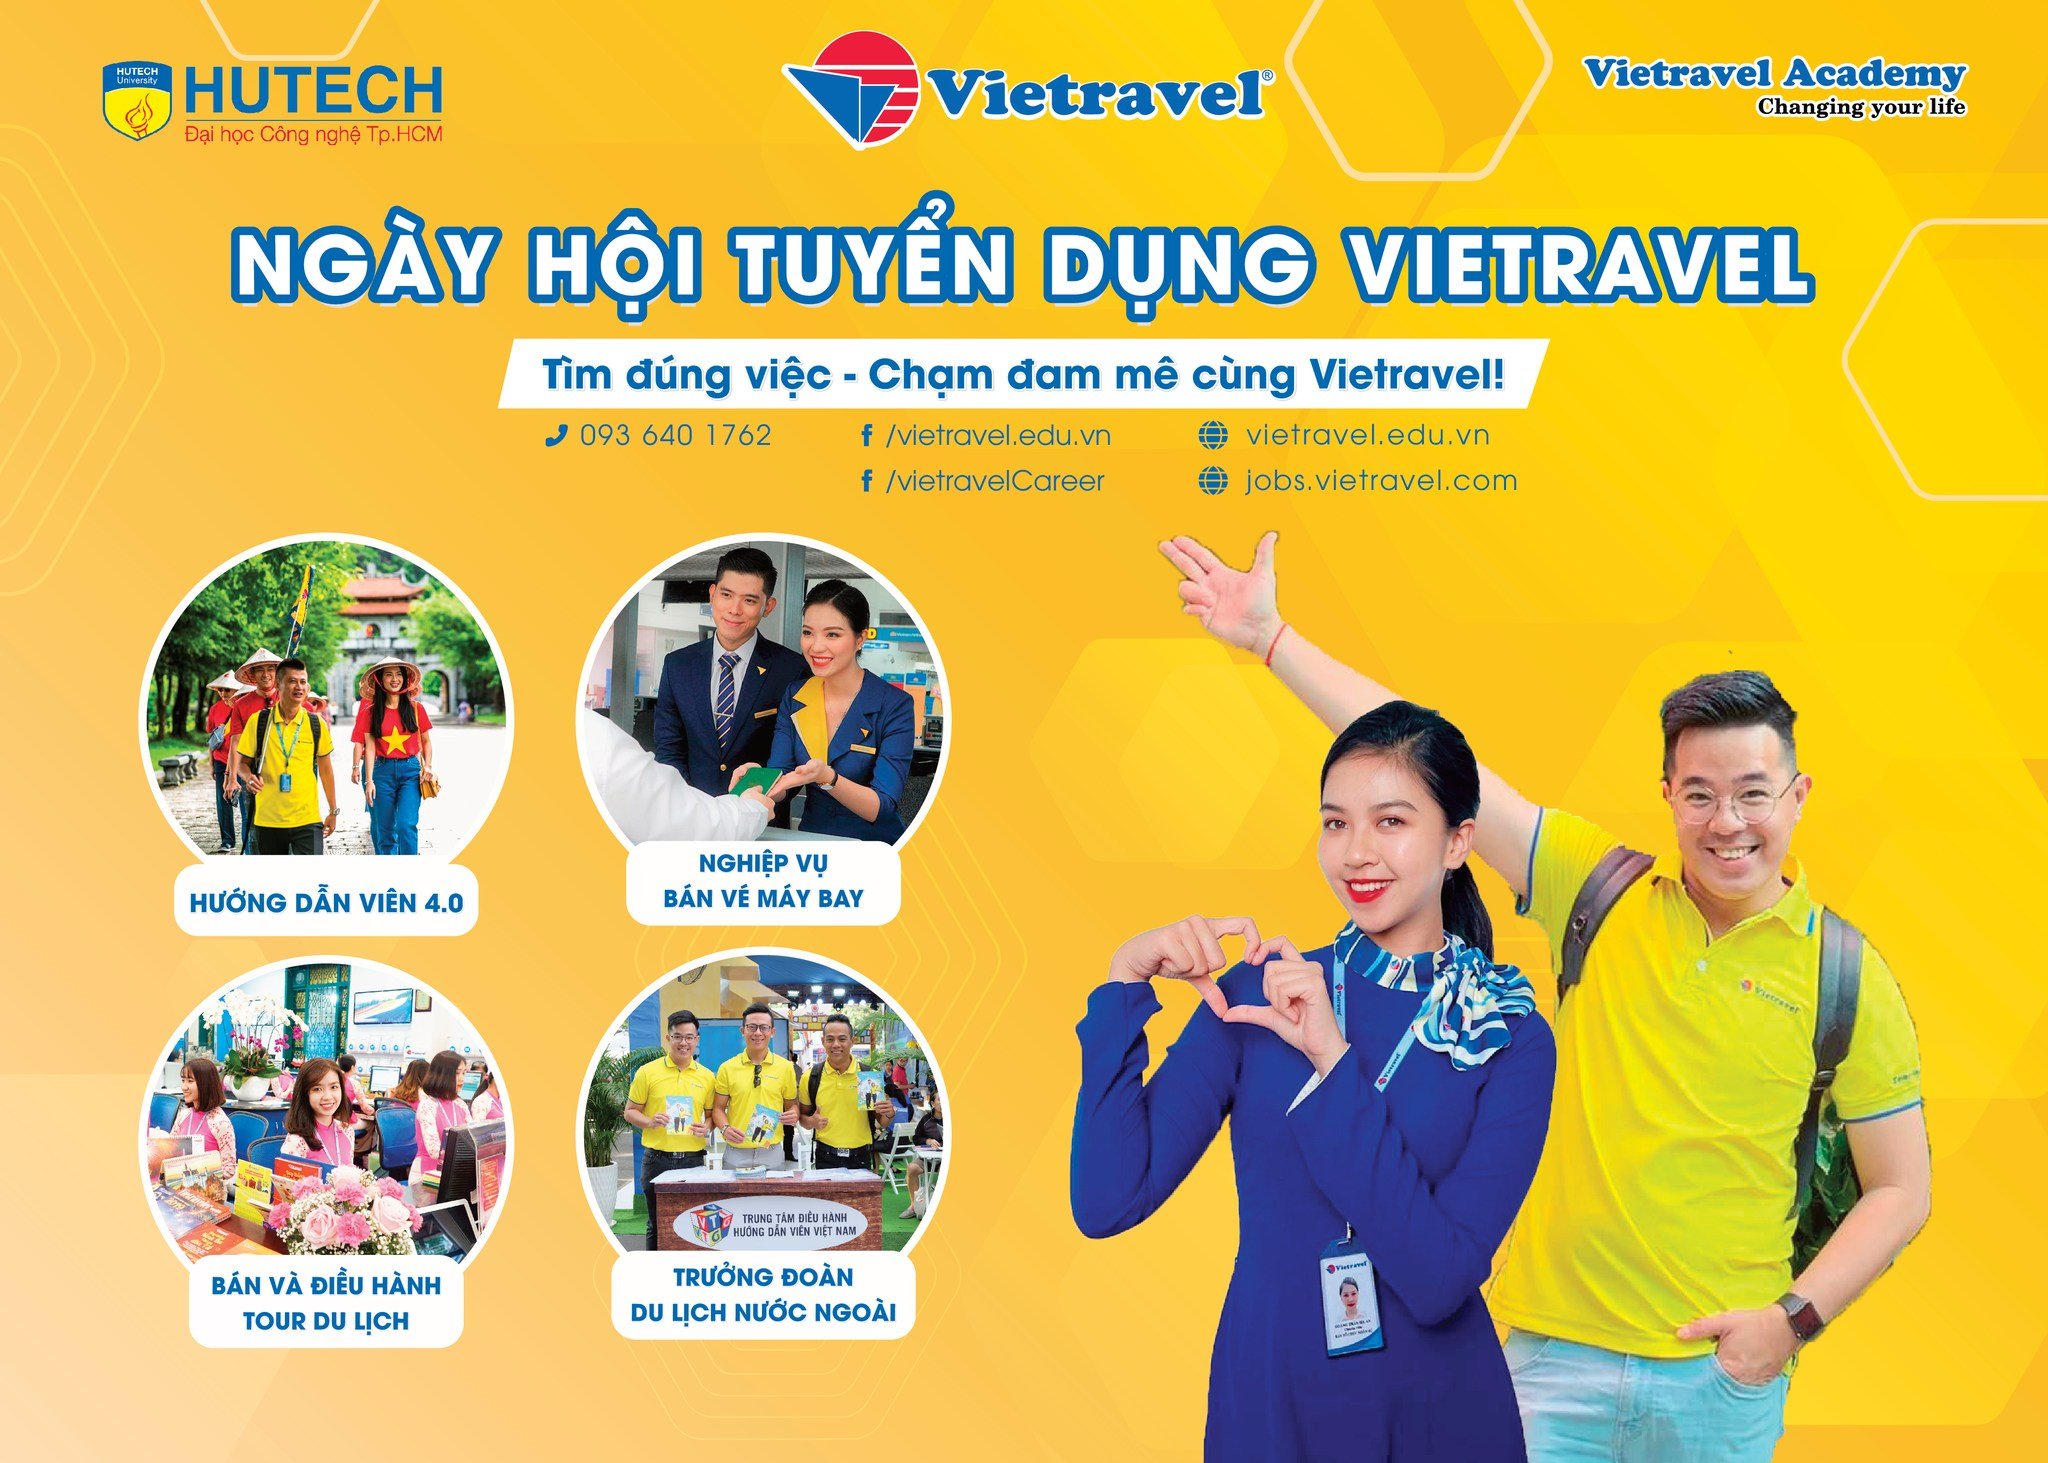 HUTECH
University
HUTECH
Đại học Công nghệ Tp.HCM
Vietravel®
Vietravel Academy
Changing your life
NGÀY HỘI TUYỂN DỤNG VIETRAVEL
Tìm đúng việc - Chạm đam mê cùng Vietravel!
093 640 1762
/vietravel.edu.vn
vietravel.edu.vn
/vietravelCareer
jobs.vietravel.com
HƯỚNG DẪN VIÊN 4.0
NGHIỆP VỤ
BÁN VÉ MÁY BAY
TRUNG TÂM ĐIỀU HÀNH
HƯỚNG DẪN VIÊN VIỆT NAM
BÁN VÀ ĐIỀU HÀNH
TOUR DU LỊCH
TRƯỞNG ĐOÀN
DU LỊCH NƯỚC NGOÀI
Vietravel
Vietravel